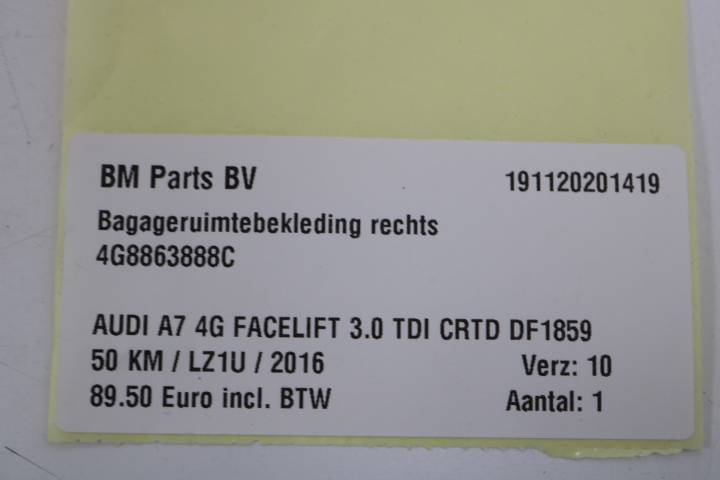 BM Parts BV 191120201419
Bagageruimtebekleding rechts
4G8863888C
AUDI A7 4G FACELIFT 3.0 TDI CRTD DF1859
50 KM / LZ1U / 2016 Verz: 10
89.50 Euro incl. BTW Aantal: 1